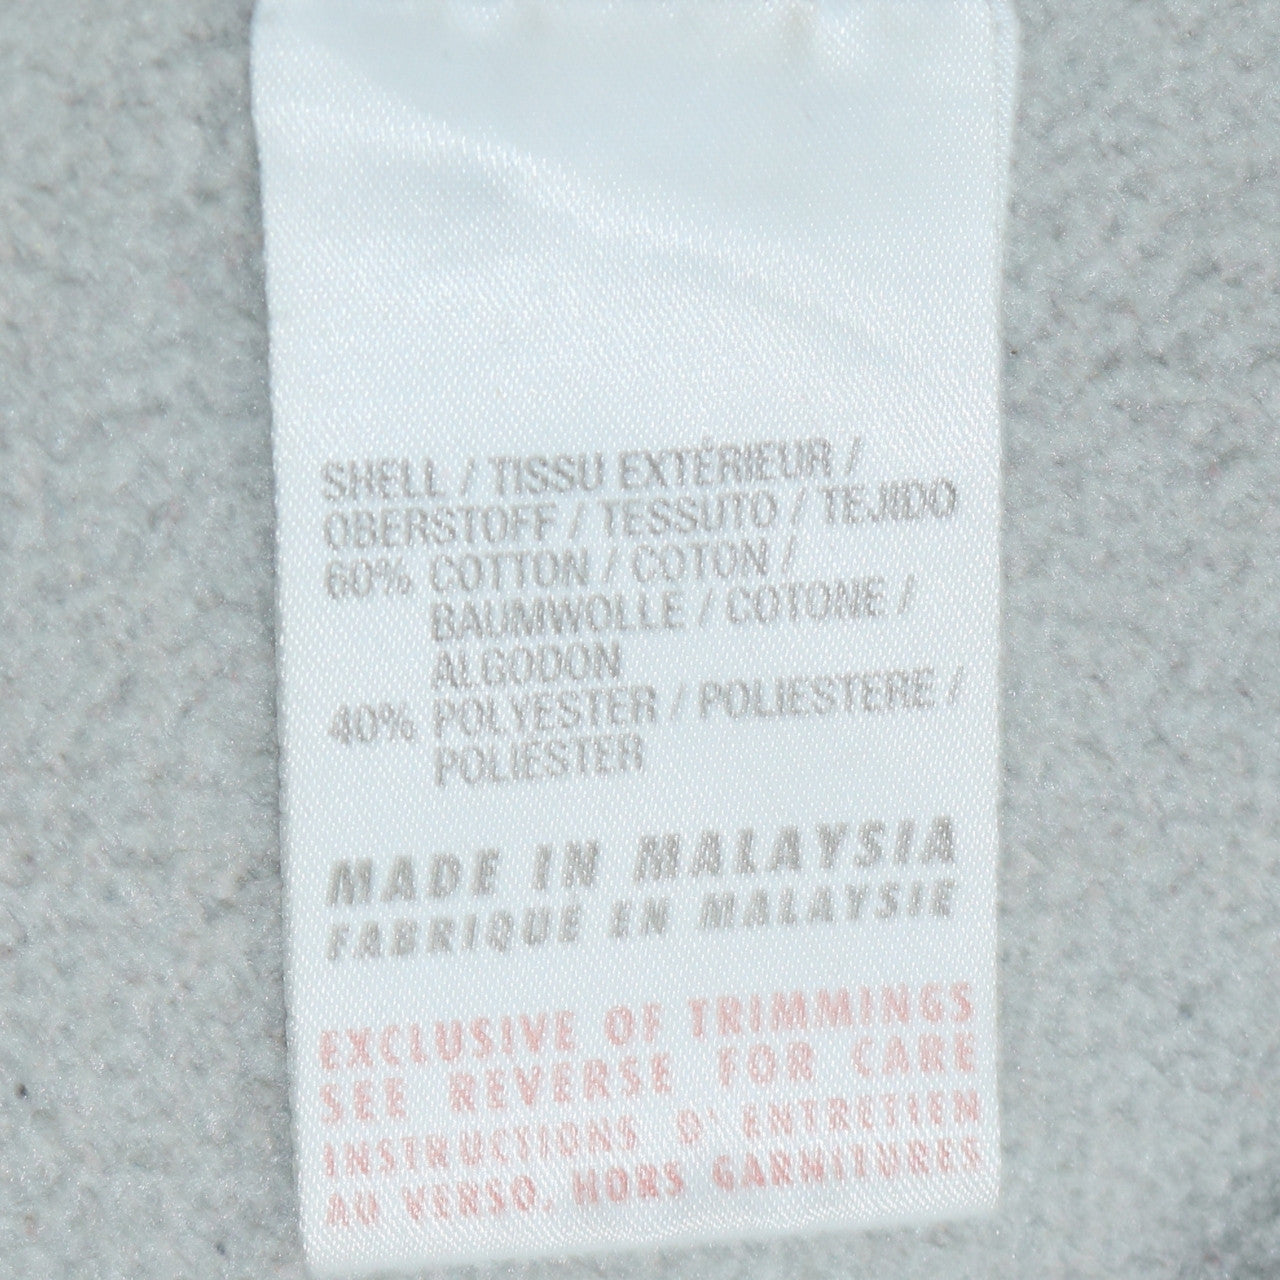 SHELL / TISSU EXTÉRIEUR /
OBERSTOFF / TESSUTO / TEJIDO
60% COTTON / COTON /
BAUMWOLLE / COTONE /
ALGODON
40% POLYESTER / POLIESTERE /
POLIESTER
MADE IN MALAYSIA
FABRIQUE EN MALAYSIE
EXCLUSIVE OF TRIMMINGS
SEE REVERSE FOR CARE
INSTRUCTIONS D' ENTRETIEN
AU VERSO, HORS GARNITURES